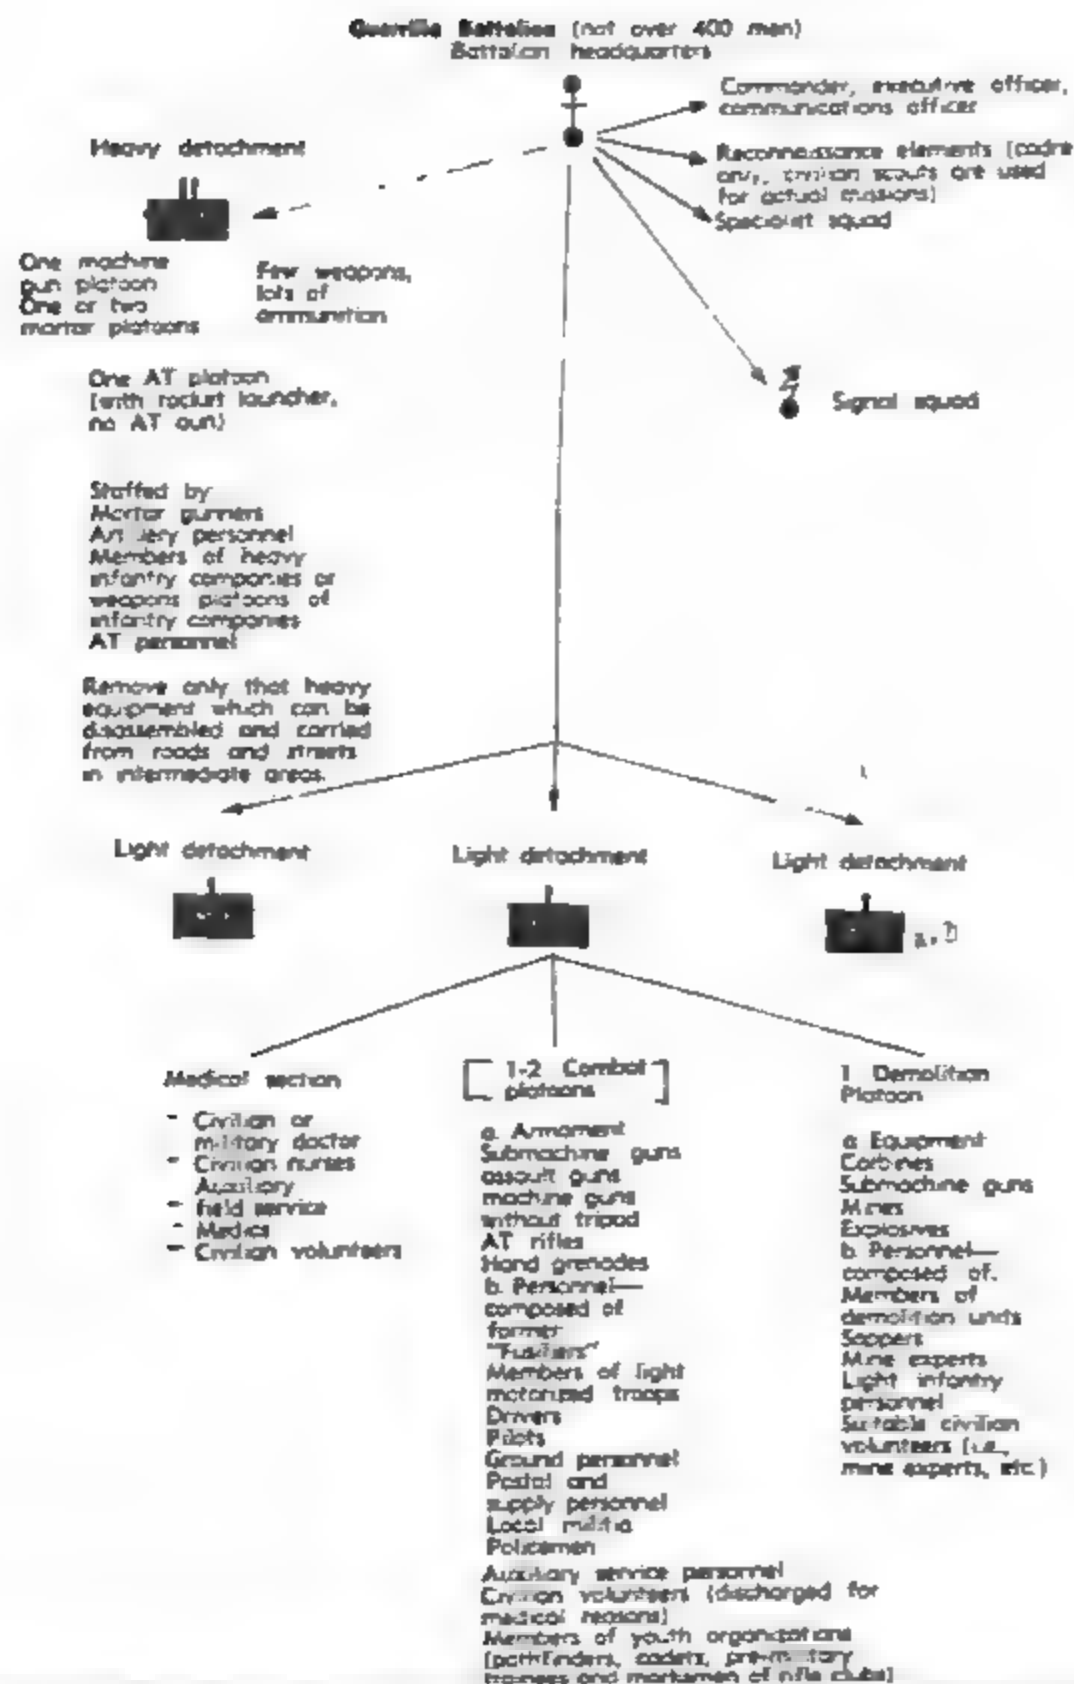 Guerrilla Battalion (not over 400 men)
Battalion headquarters
Commander, executive officer,
communications officer
Reconnaissance elements (cadre
only, civilian scouts are used
for actual missions)
Specialist squad
Signal squad
Heavy detachment
One machine
gun platoon
One or two
mortar platoons
Few weapons,
lots of
ammunition
One AT platoon
(with rocket launcher,
no AT gun)
Staffed by
Mortar gunners
Artillery personnel
Members of heavy
infantry companies or
weapons platoons of
infantry companies
AT personnel
Remove only that heavy
equipment which can be
disassembled and carried
from roads and streets
in intermediate areas.
Light detachment
Light detachment
Light detachment
Medical section
- Civilian or
military doctor
- Civilian nurses
- Auxiliary
- field service
- Medics
- Civilian volunteers
[ 1-2 Combat ]
platoons
a. Armament
Submachine guns
assault guns
machine guns
without tripod
AT rifles
Hand grenades
b. Personnel—
composed of
former
"Fusiliers"
Members of light
motorized troops
Drivers
Pilots
Ground personnel
Postal and
supply personnel
Local militia
Policemen
Auxiliary service personnel
Civilian volunteers (discharged for
medical reasons)
Members of youth organizations
(pathfinders, cadets, pre-military
trainees and marksmen of rifle clubs)
1 Demolition
Platoon
a. Equipment
Carbines
Submachine guns
Mines
Explosives
b. Personnel—
composed of.
Members of
demolition units
Sappers
Mine experts
Light infantry
personnel
Suitable civilian
volunteers (i.e.,
mine experts, etc.)